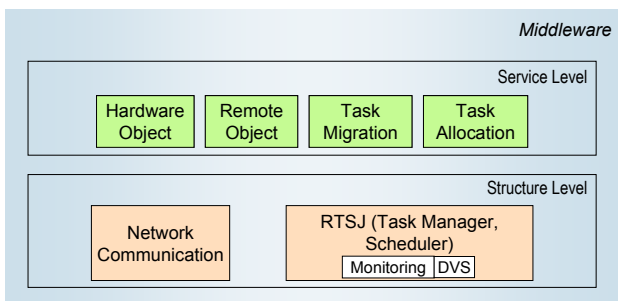 Middleware
Service Level
Hardware Object
Remote Object
Task Migration
Task Allocation
Structure Level
Network Communication
RTSJ (Task Manager, Scheduler)
Monitoring
DVS